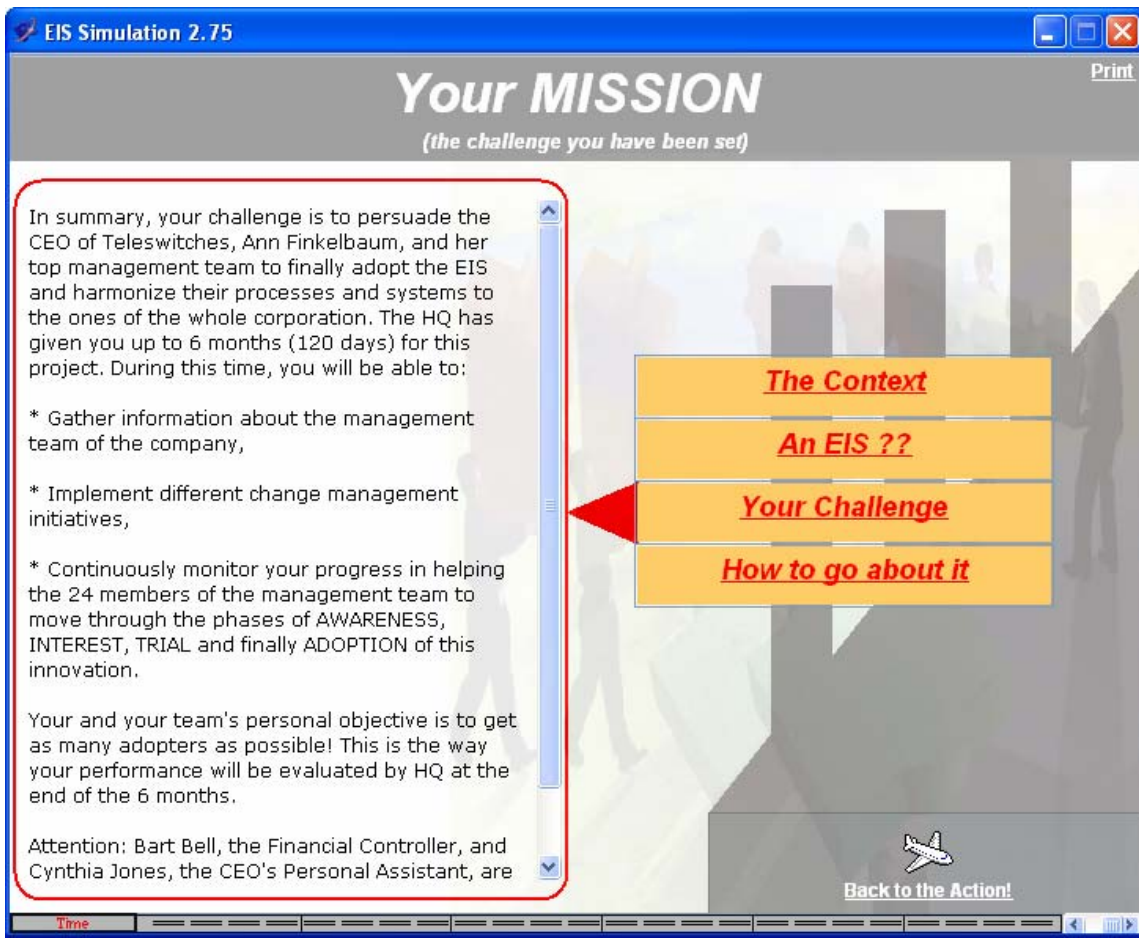 EIS Simulation 2.75
Print
Your MISSION
(the challenge you have been set)
In summary, your challenge is to persuade the
CEO of Teleswitches, Ann Finkelbaum, and her
top management team to finally adopt the EIS
and harmonize their processes and systems to
the ones of the whole corporation. The HQ has
given you up to 6 months (120 days) for this
project. During this time, you will be able to:
* Gather information about the management
team of the company,
* Implement different change management
initiatives,
* Continuously monitor your progress in helping
the 24 members of the management team to
move through the phases of AWARENESS,
INTEREST, TRIAL and finally ADOPTION of this
innovation.
Your and your team's personal objective is to get
as many adopters as possible! This is the way
your performance will be evaluated by HQ at the
end of the 6 months.
Attention: Bart Bell, the Financial Controller, and
Cynthia Jones, the CEO's Personal Assistant, are
The Context
An EIS ??
Your Challenge
How to go about it
Back to the Action!
Time